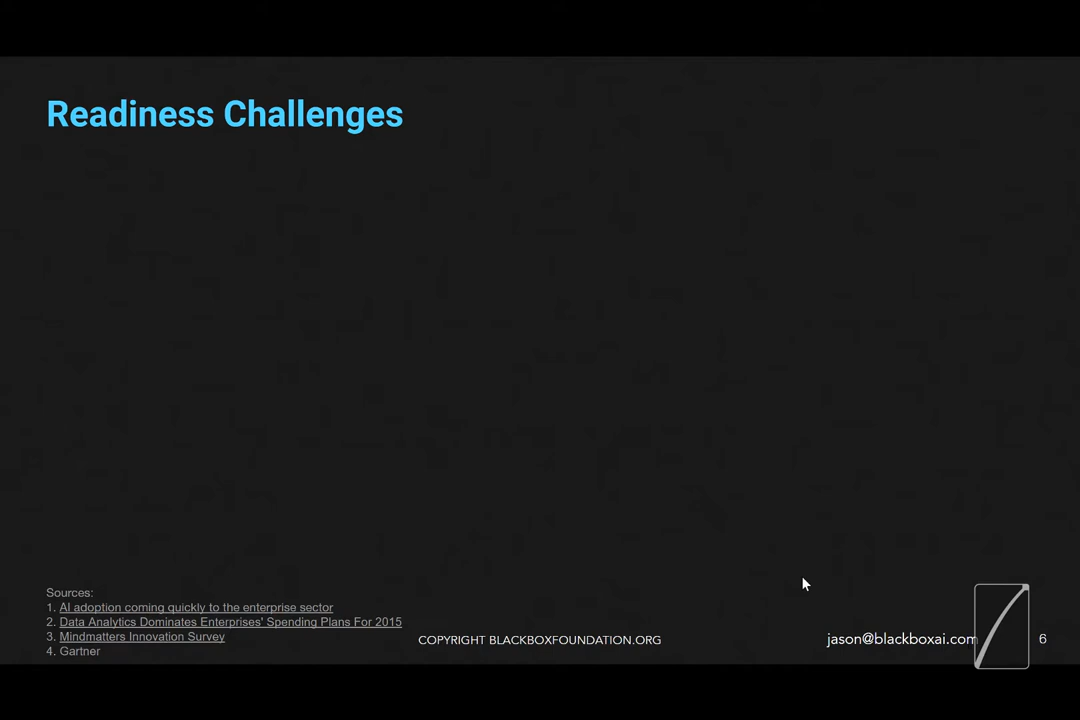 Readiness Challenges
Sources:
1. AI adoption coming quickly to the enterprise sector
2. Data Analytics Dominates Enterprises' Spending Plans For 2015
3. Mindmatters Innovation Survey
4. Gartner
COPYRIGHT BLACKBOXFOUNDATION.ORG
jason@blackboxai.com
6